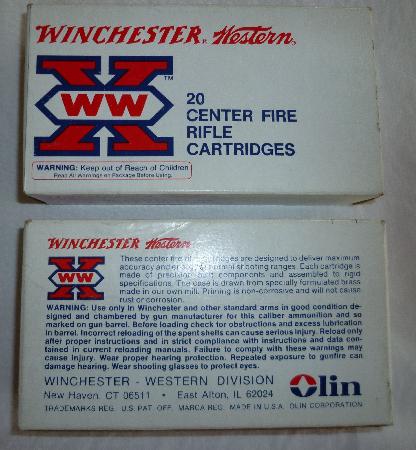 WINCHESTER Western
TM
WW
20
CENTER FIRE
RIFLE
CARTRIDGES
WARNING: Keep out of Reach of Children
Read All Warnings on Package Before Using.
WINCHESTER Western
WW
These center fire rifle cartridges are designed to deliver maximum
accuracy and energy at normal shooting ranges. Each cartridge is
made of precision-built components and assembled to rigid
specifications. The case is drawn from specially formulated brass
made in our own mill. Priming is non-corrosive and will not cause
rust or corrosion.
WARNING: Use only in Winchester and other standard arms in good condition de-
signed and chambered by gun manufacturer for this caliber ammunition and so
marked on gun barrel. Before loading check for obstructions and excess lubrication
in barrel. Incorrect reloading of the spent shells can cause serious injury. Reload only
after proper instructions and in strict compliance with instructions and data con-
tained in current reloading manuals. Failure to comply with these warnings may
cause injury. Wear proper hearing protection. Repeated exposure to gunfire can
damage hearing. Wear shooting glasses to protect eyes.
WINCHESTER - WESTERN DIVISION
Olin
New Haven, CT 06511 • East Alton, IL 62024
TRADEMARKS REG. U.S. PAT. OFF. MARCA REG. MADE IN U.S.A. OLIN CORPORATION